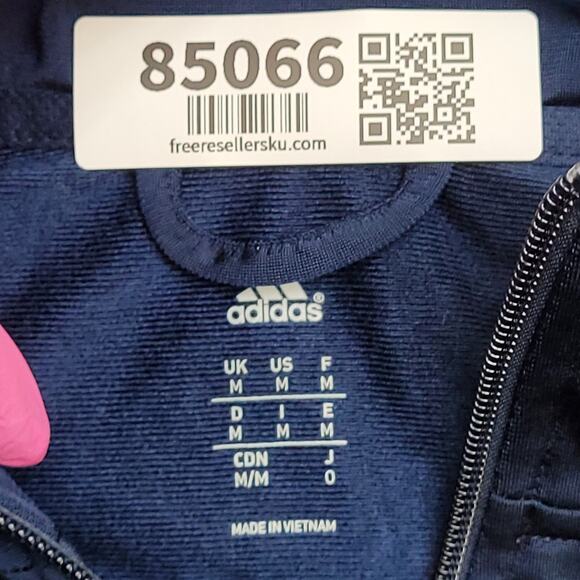 85066
freeresellersku.com
adidas®
UK US F
M M M
D I E
M M M
CDN J
M/M O
MADE IN VIETNAM